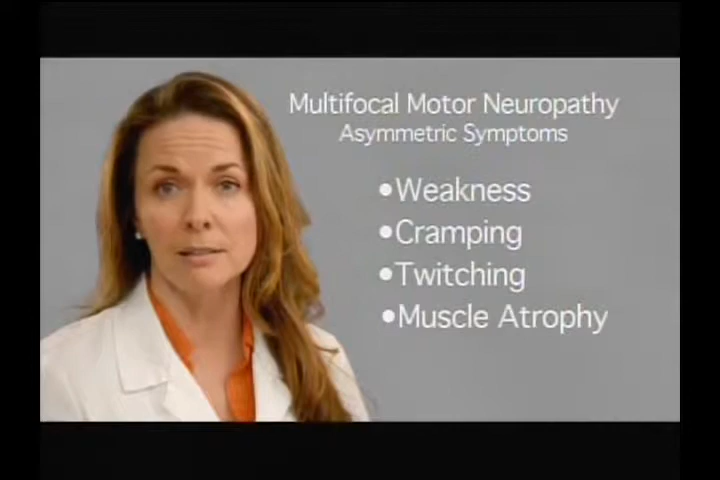 Multifocal Motor Neuropathy
Asymmetric Symptoms
•Weakness
•Cramping
•Twitching
•Muscle Atrophy